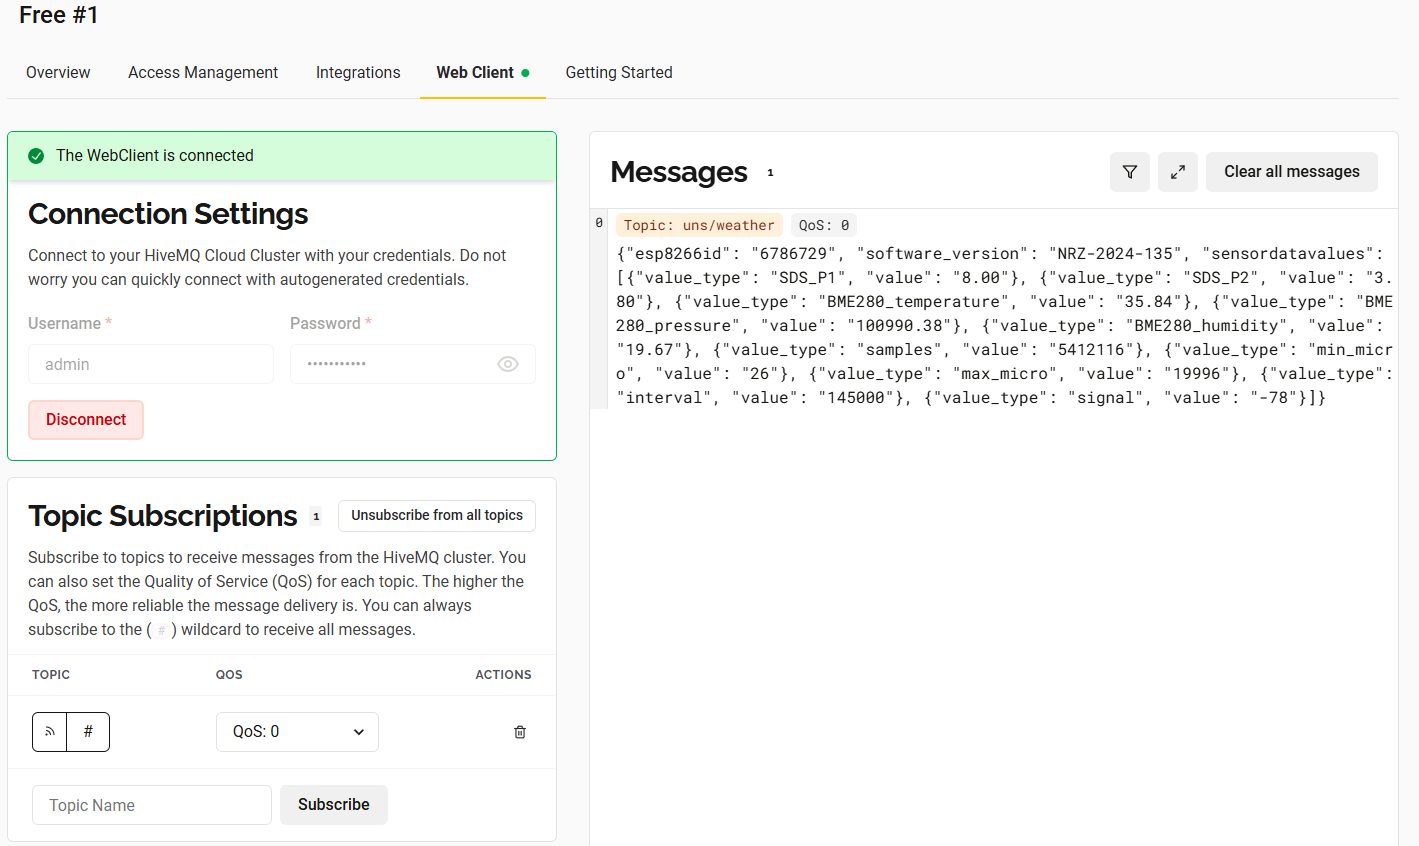 Free #1
Overview
Access Management
Integrations
Web Client
Getting Started
The WebClient is connected
Connection Settings
Connect to your HiveMQ Cloud Cluster with your credentials. Do not
worry you can quickly connect with autogenerated credentials.
Username *
Password *
admin
•••••••••••
Disconnect
Topic Subscriptions 1
Unsubscribe from all topics
Subscribe to topics to receive messages from the HiveMQ cluster. You
can also set the Quality of Service (QoS) for each topic. The higher the
QoS, the more reliable the message delivery is. You can always
subscribe to the ( # ) wildcard to receive all messages.
TOPIC
QOS
ACTIONS
#
QoS: 0
Topic Name
Subscribe
Messages 1
Clear all messages
0
Topic: uns/weather
QoS: 0
{"esp8266id": "6786729", "software_version": "NRZ-2024-135", "sensordatavalues":
[{"value_type": "SDS_P1", "value": "8.00"}, {"value_type": "SDS_P2", "value": "3.
80"}, {"value_type": "BME280_temperature", "value": "35.84"}, {"value_type": "BME
280_pressure", "value": "100990.38"}, {"value_type": "BME280_humidity", "value":
"19.67"}, {"value_type": "samples", "value": "5412116"}, {"value_type": "min_micr
o", "value": "26"}, {"value_type": "max_micro", "value": "19996"}, {"value_type":
"interval", "value": "145000"}, {"value_type": "signal", "value": "-78"}]}